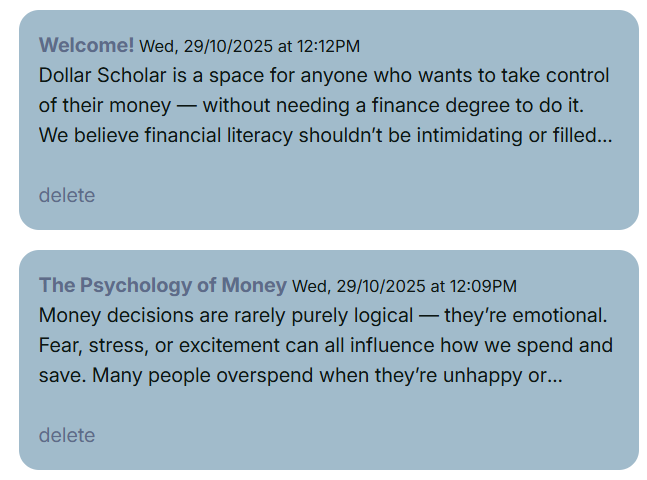 Welcome! Wed, 29/10/2025 at 12:12PM
Dollar Scholar is a space for anyone who wants to take control
of their money — without needing a finance degree to do it.
We believe financial literacy shouldn’t be intimidating or filled...
delete
The Psychology of Money Wed, 29/10/2025 at 12:09PM
Money decisions are rarely purely logical — they’re emotional.
Fear, stress, or excitement can all influence how we spend and
save. Many people overspend when they’re unhappy or...
delete